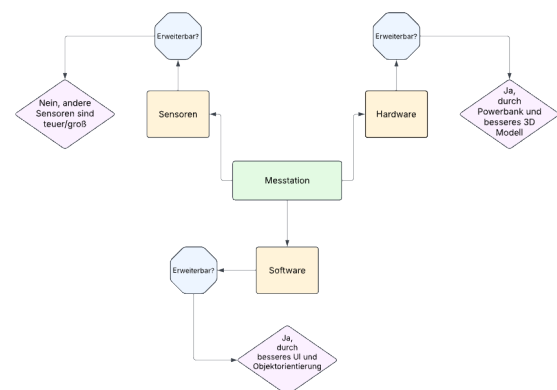 Erweiterbar?
Erweiterbar?
Nein, andere
Sensoren sind
teuer/groß
Sensoren
Hardware
Ja,
durch
Powerbank und
besseres 3D
Modell
Messtation
Erweiterbar?
Software
Ja,
durch
besseres UI und
Objektorientierung